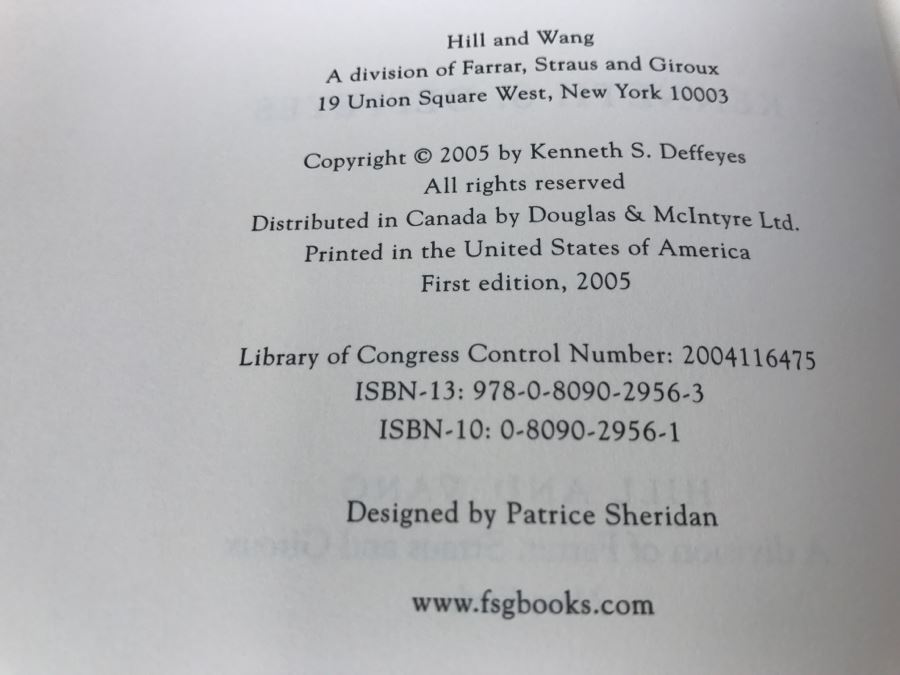 Hill and Wang
A division of Farrar, Straus and Giroux
19 Union Square West, New York 10003
Copyright © 2005 by Kenneth S. Deffeyes
All rights reserved
Distributed in Canada by Douglas & McIntyre Ltd.
Printed in the United States of America
First edition, 2005
Library of Congress Control Number: 2004116475
ISBN-13: 978-0-8090-2956-3
ISBN-10: 0-8090-2956-1
Designed by Patrice Sheridan
www.fsgbooks.com